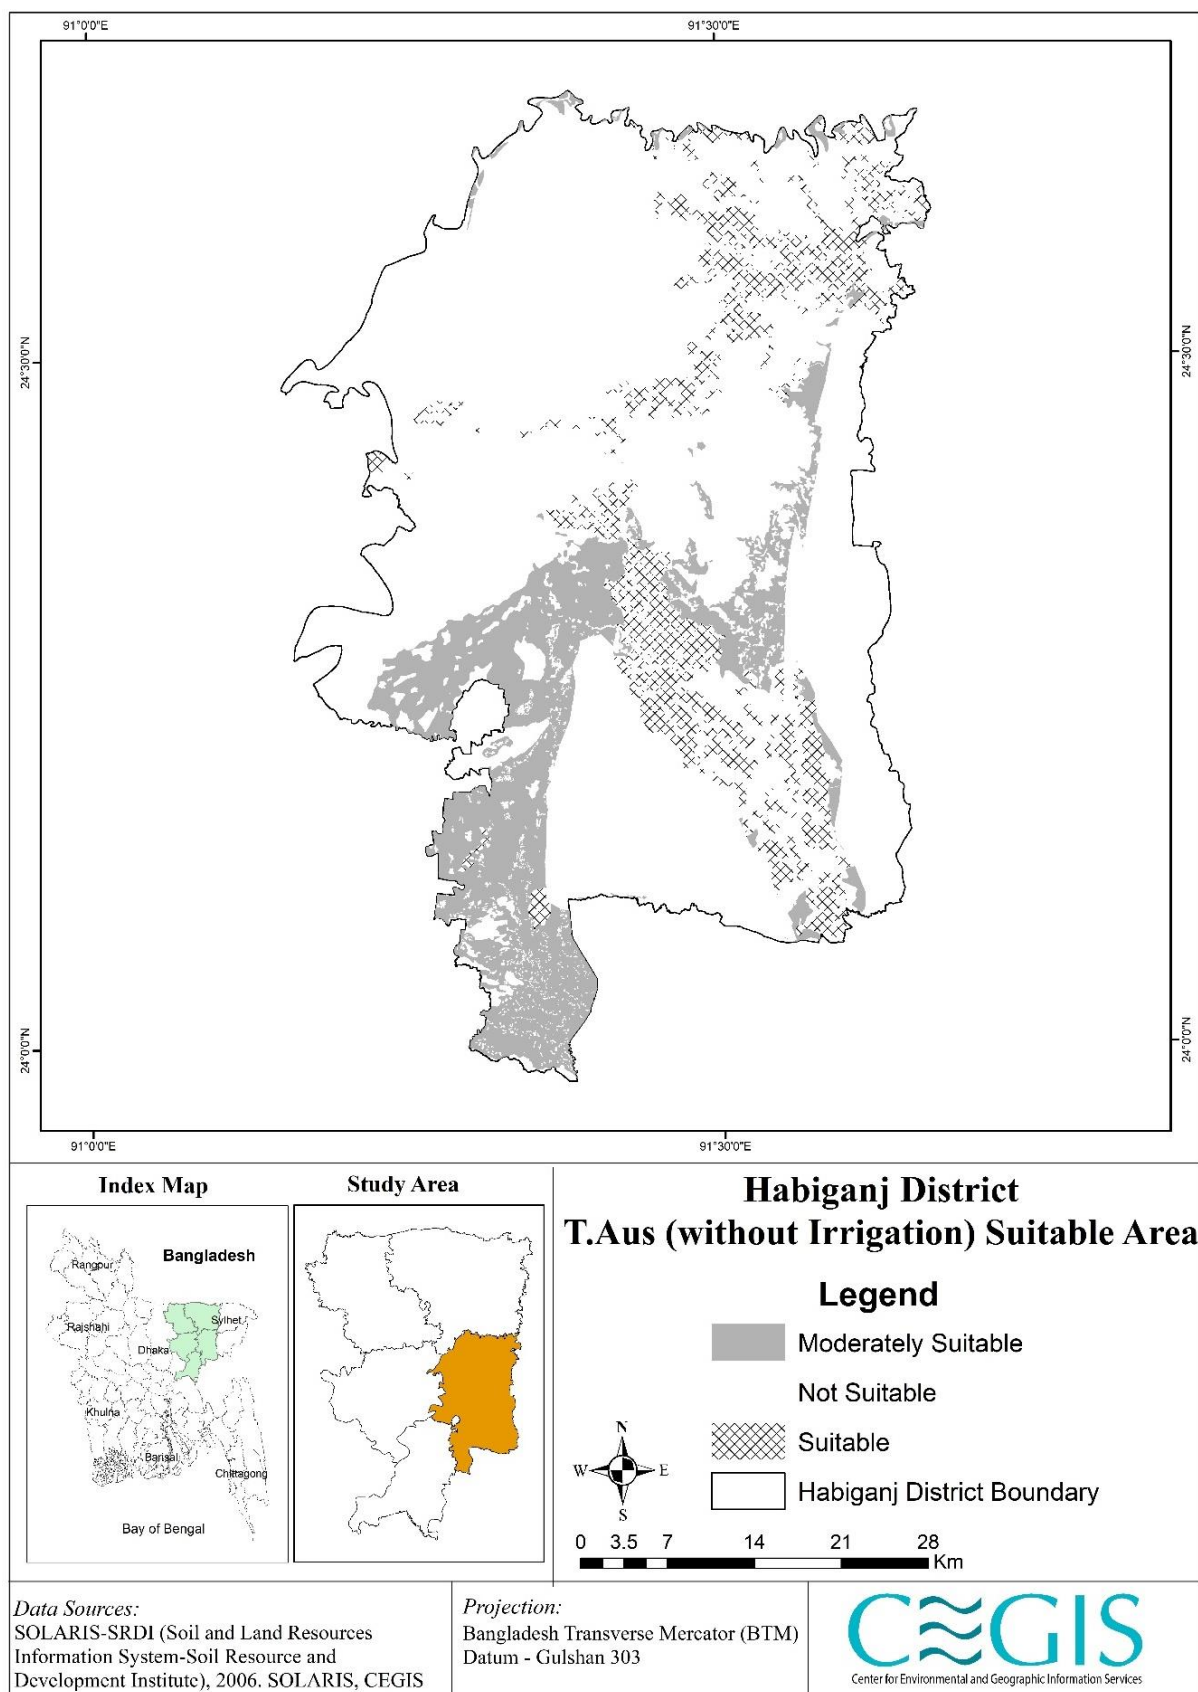 91°0'0"E
91°30'0"E
24°30'0"N
24°30'0"N
24°0'0"N
24°0'0"N
91°0'0"E
91°30'0"E
Index Map
Bangladesh
Rangpur
Sylhet
Rajshahi
Dhaka
Khulna
Barisal
Chittagong
Bay of Bengal
Study Area
Habiganj District
T.Aus (without Irrigation) Suitable Area
Legend
Moderately Suitable
Not Suitable
Suitable
Habiganj District Boundary
N
W E
S
0 3.5 7 14 21 28
Km
Data Sources:
SOLARIS-SRDI (Soil and Land Resources
Information System-Soil Resource and
Development Institute), 2006. SOLARIS, CEGIS
Projection:
Bangladesh Transverse Mercator (BTM)
Datum - Gulshan 303
CEGIS
Center for Environmental and Geographic Information Services